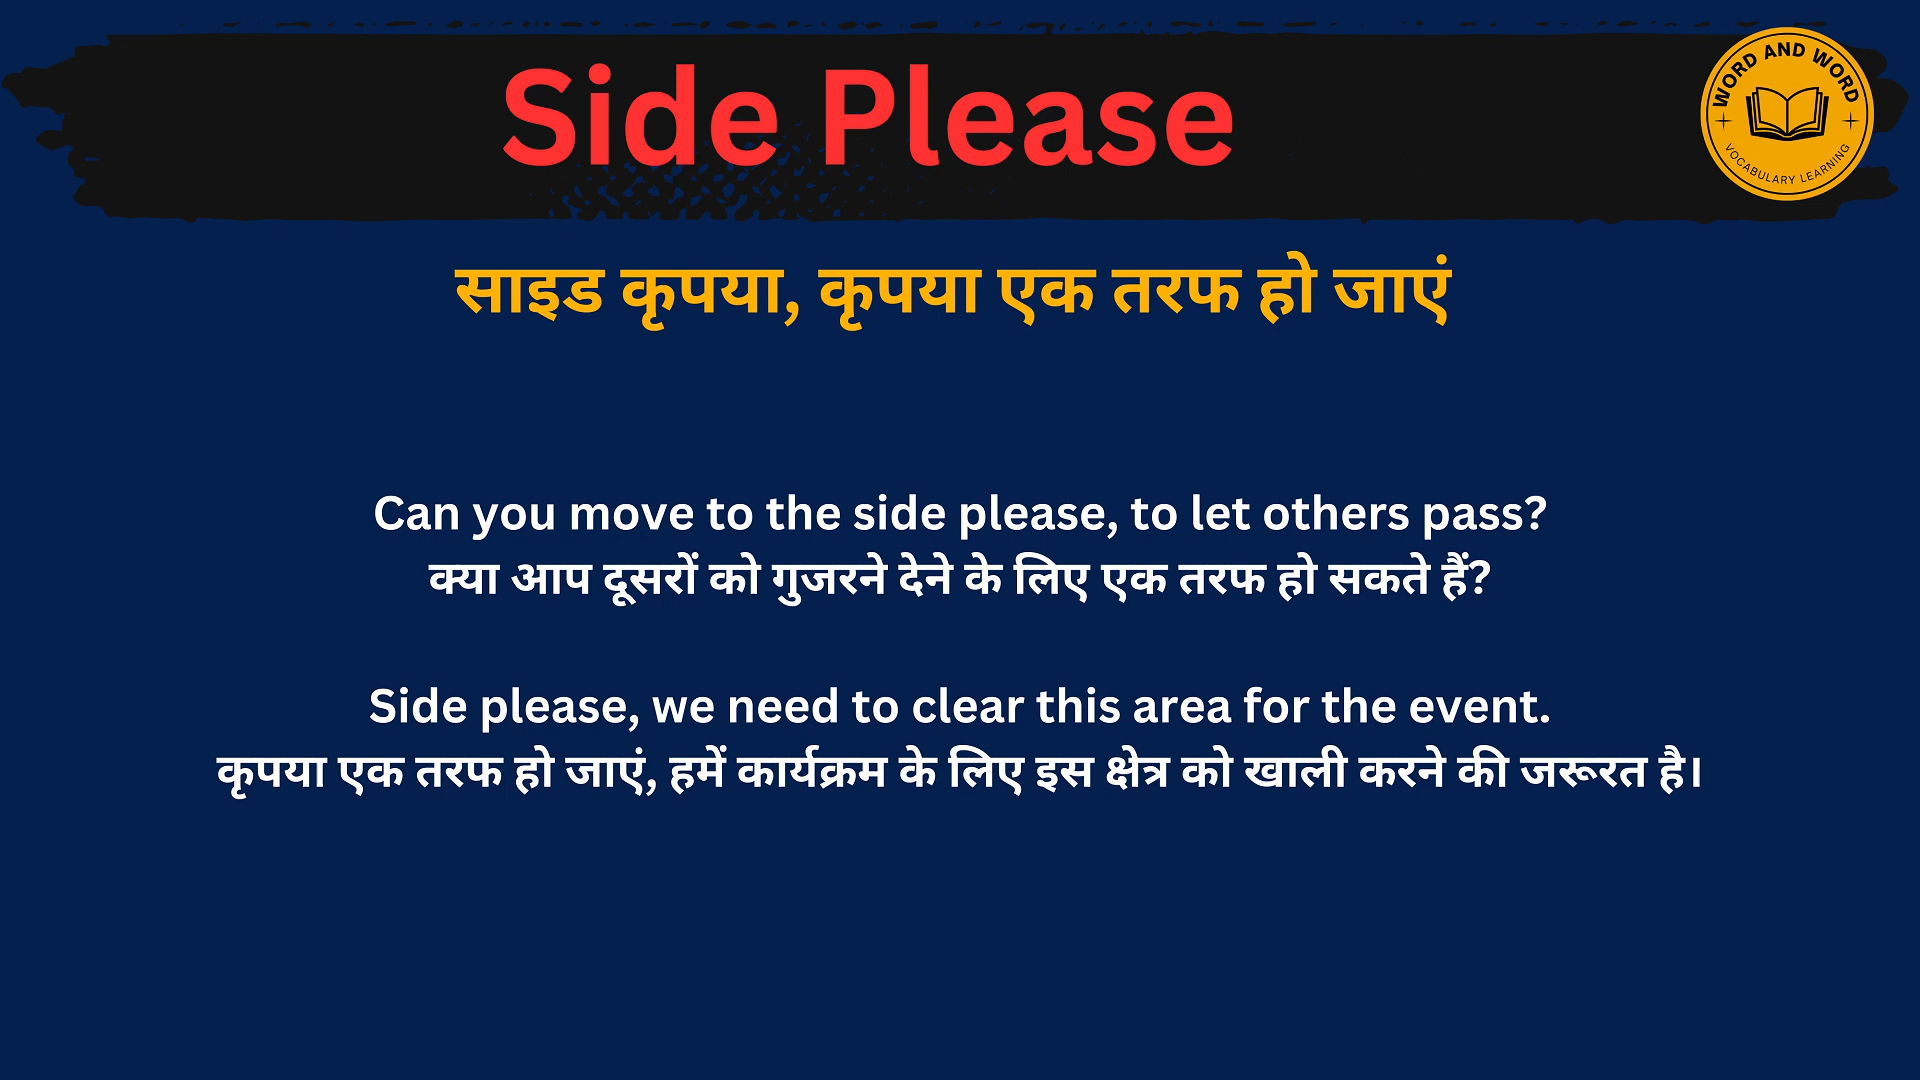 Side Please
WORD AND WORD
VOCABULARY LEARNING
साइड कृपया, कृपया एक तरफ हो जाएं
Can you move to the side please, to let others pass?
क्या आप दूसरों को गुजरने देने के लिए एक तरफ हो सकते हैं?
Side please, we need to clear this area for the event.
कृपया एक तरफ हो जाएं, हमें कार्यक्रम के लिए इस क्षेत्र को खाली करने की जरूरत है।